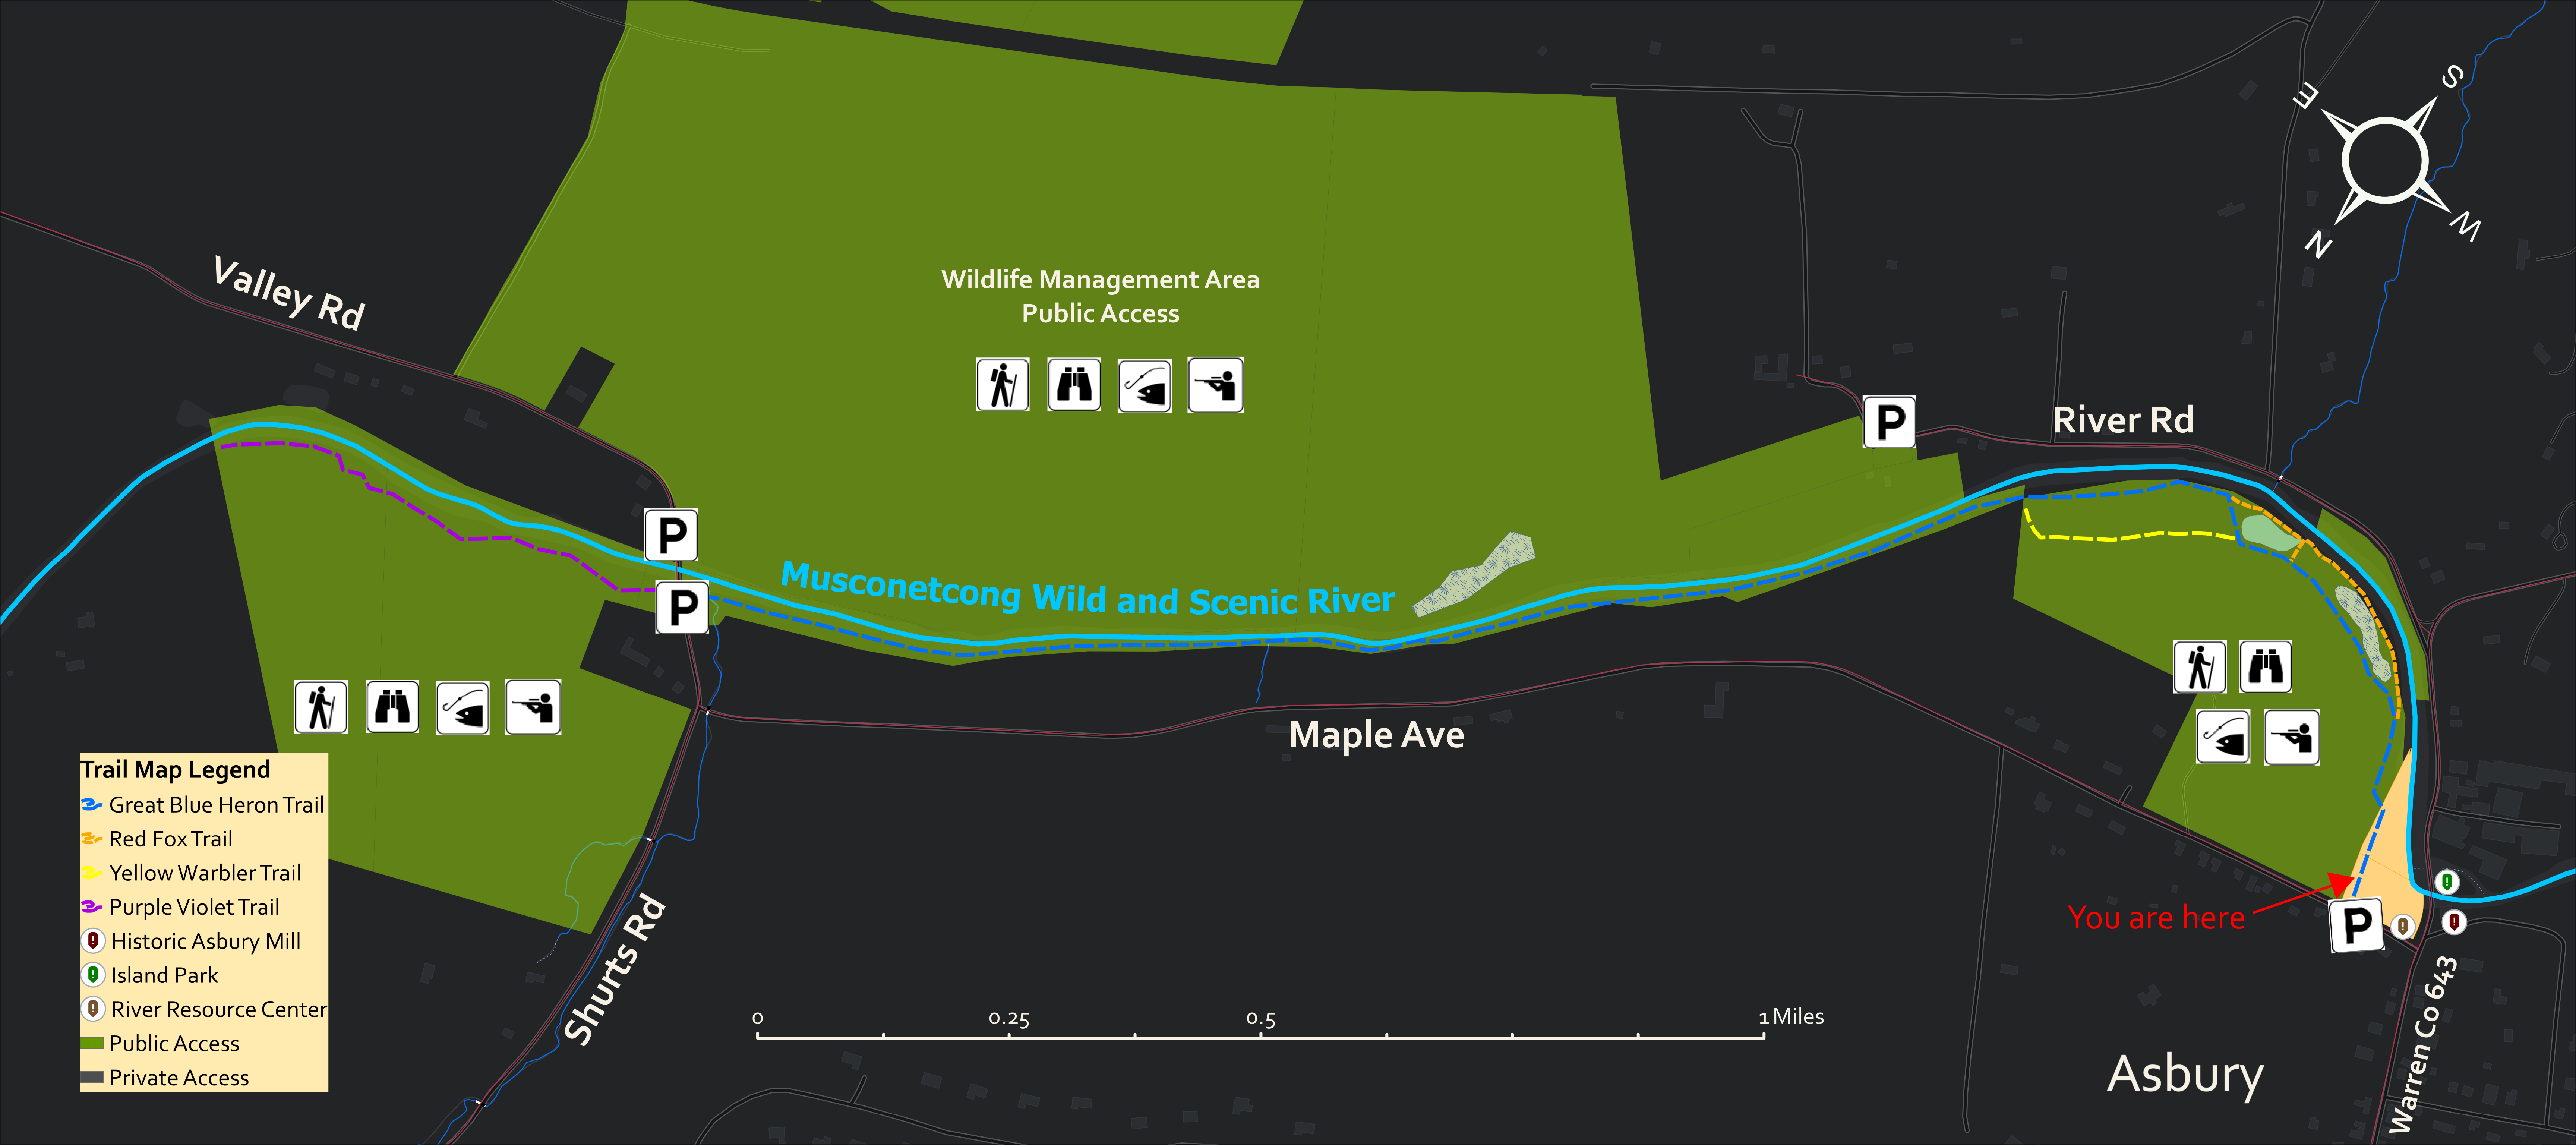 S
E
W
N
Valley Rd
Wildlife Management Area
Public Access
P
River Rd
P
P
Musconetcong Wild and Scenic River
Maple Ave
Trail Map Legend
Great Blue Heron Trail
Red Fox Trail
Yellow Warbler Trail
Purple Violet Trail
Historic Asbury Mill
Island Park
River Resource Center
Public Access
Private Access
Shurts Rd
You are here
P
0 0.25 0.5 1 Miles
Asbury
Warren Co 643